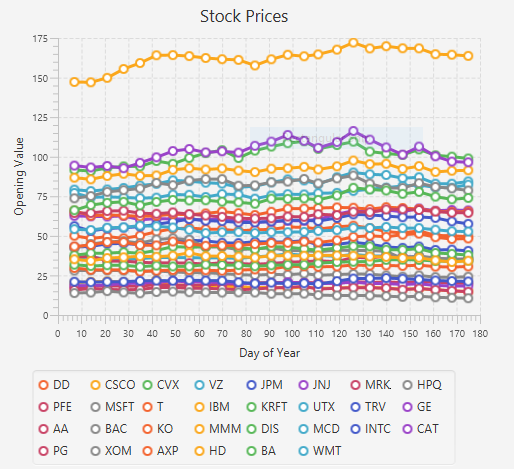 Stock Prices
Opening Value
175
150
125
100
75
50
25
0
0 10 20 30 40 50 60 70 80 90 100 110 120 130 140 150 160 170 180
Day of Year
DD CSCO CVX VZ JPM JNJ MRK HPQ
PFE MSFT T IBM KRFT UTX TRV GE
AA BAC KO MMM DIS MCD INTC CAT
PG XOM AXP HD BA WMT